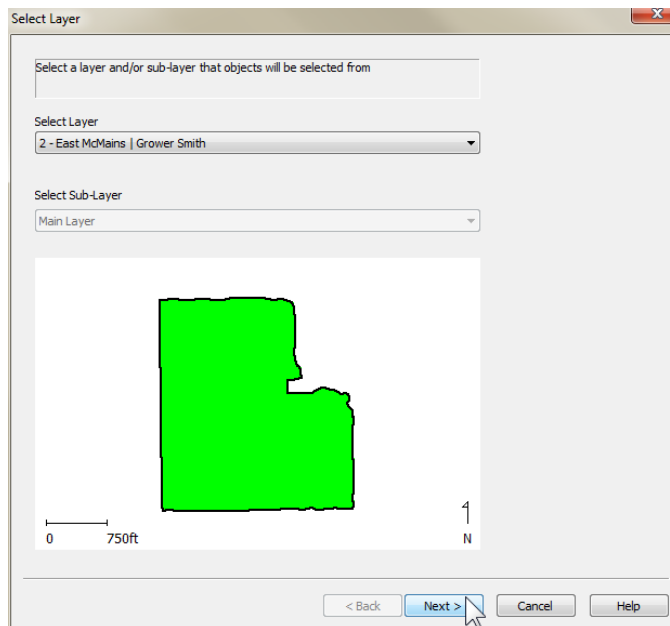 Select Layer
Select a layer and/or sub-layer that objects will be selected from
Select Layer
2 - East McMains | Grower Smith
Select Sub-Layer
Main Layer
0 750ft N
< Back Next > Cancel Help